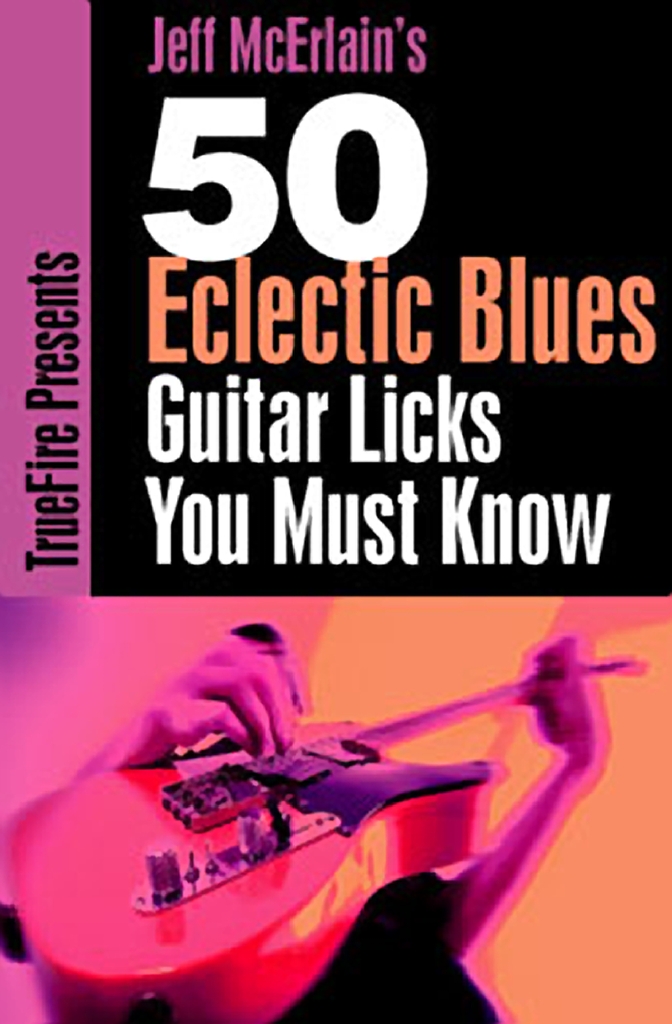 Jeff McErlain's
50
Eclectic Blues
Guitar Licks
You Must Know
TrueFire Presents